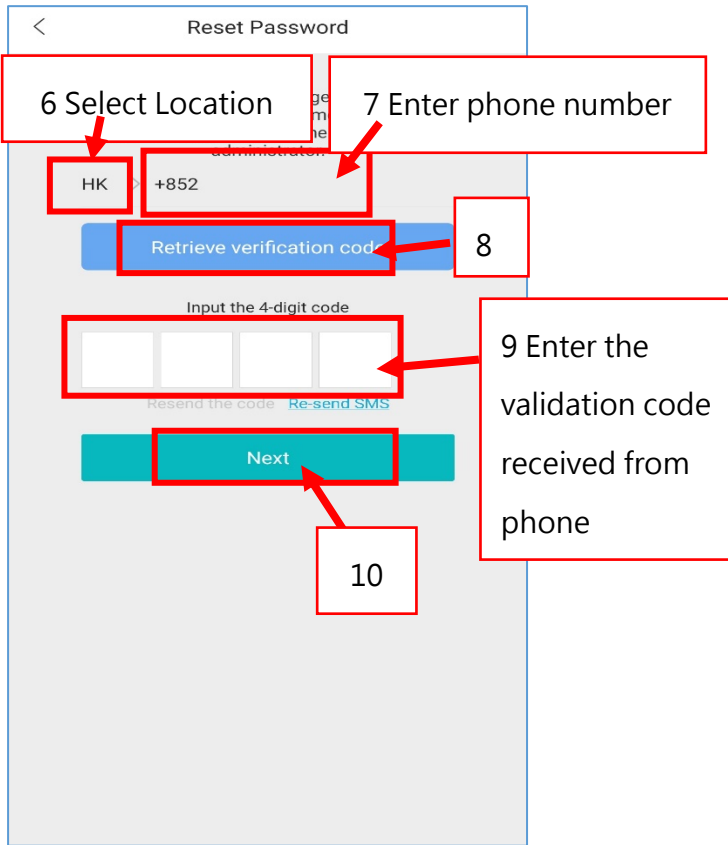 Reset Password
6 Select Location
7 Enter phone number
administrator.
HK > +852
Retrieve verification code
8
Input the 4-digit code
9 Enter the
validation code
received from
phone
Resend the code Re-send SMS
Next
10